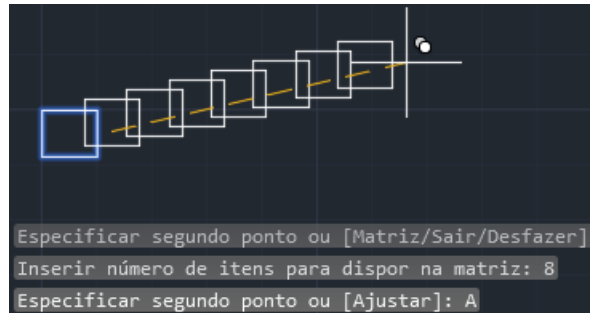 Especificar segundo ponto ou [Matriz/Sair/Desfazer]
Inserir número de itens para dispor na matriz: 8
Especificar segundo ponto ou [Ajustar]: A